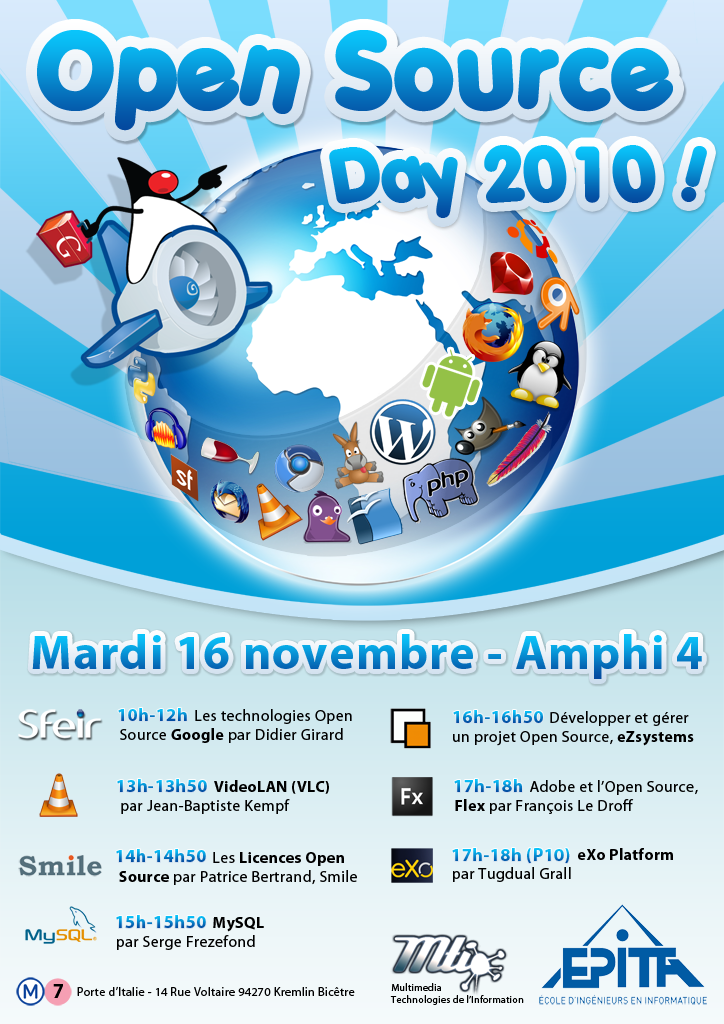 Open Source
Day 2010 !
G
sf
W
php
Mardi 16 novembre - Amphi 4
Sfeir
10h-12h Les technologies Open
Source Google par Didier Girard
13h-13h50 VideoLAN (VLC)
par Jean-Baptiste Kempf
Smile
14h-14h50 Les Licences Open
Source par Patrice Bertrand, Smile
MySQL
15h-15h50 MySQL
par Serge Frezefond
16h-16h50 Développer et gérer
un projet Open Source, eZsystems
Fx
17h-18h Adobe et l'Open Source,
Flex par François Le Droff
eXo
17h-18h (P10) eXo Platform
par Tugdual Grall
M 7 Porte d'Italie - 14 Rue Voltaire 94270 Kremlin Bicêtre
Mti
Multimedia
Technologies de l'Information
EPITA
ÉCOLE D'INGÉNIEURS EN INFORMATIQUE